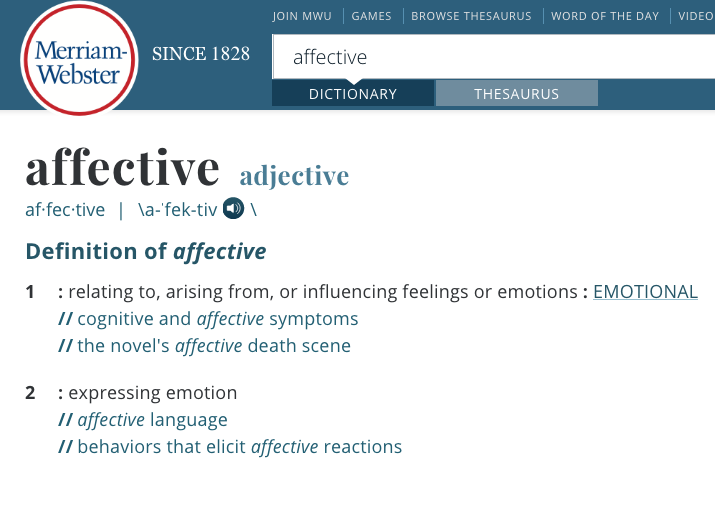 JOIN MWU GAMES BROWSE THESAURUS WORD OF THE DAY VIDEO
Merriam-
Webster
SINCE 1828
affective
DICTIONARY THESAURUS
affective adjective
af·fec·tive | \a-ˈfek-tiv \
Definition of affective
1 : relating to, arising from, or influencing feelings or emotions : EMOTIONAL
// cognitive and affective symptoms
// the novel's affective death scene
2 : expressing emotion
// affective language
// behaviors that elicit affective reactions